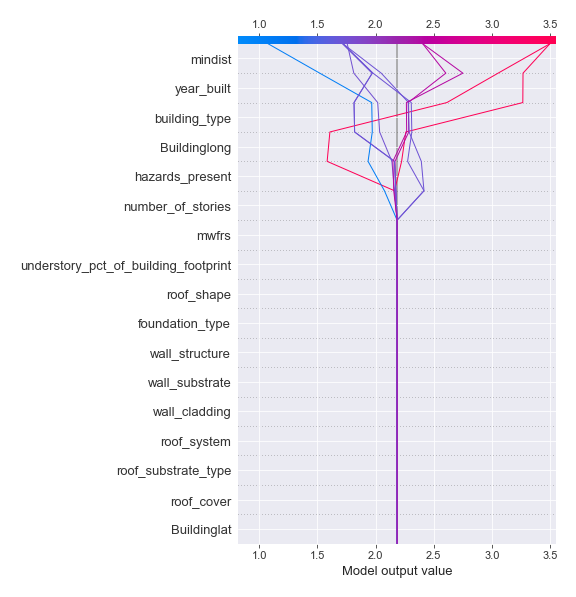 1.0 1.5 2.0 2.5 3.0 3.5
mindist
year_built
building_type
Buildinglong
hazards_present
number_of_stories
mwfrs
understory_pct_of_building_footprint
roof_shape
foundation_type
wall_structure
wall_substrate
wall_cladding
roof_system
roof_substrate_type
roof_cover
Buildinglat
1.0 1.5 2.0 2.5 3.0 3.5
Model output value